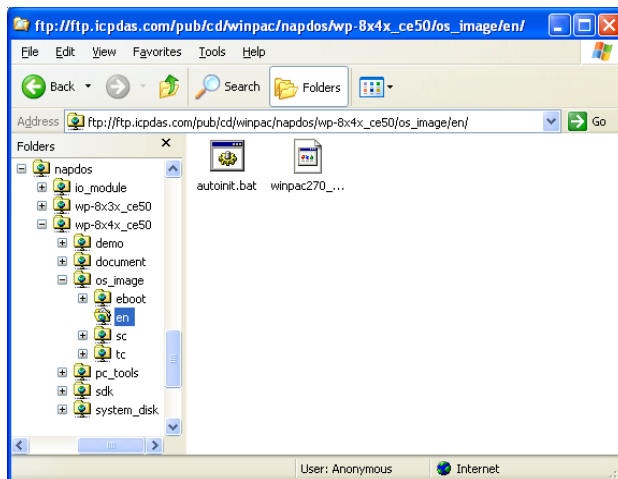 ftp://ftp.icpdas.com/pub/cd/winpac/napdos/wp-8x4x_ce50/os_image/en/
File Edit View Favorites Tools Help
Back Search Folders
Address ftp://ftp.icpdas.com/pub/cd/winpac/napdos/wp-8x4x_ce50/os_image/en/ Go
Folders
napdos
io_module
wp-8x3x_ce50
wp-8x4x_ce50
demo
document
os_image
eboot
en
sc
tc
pc_tools
sdk
system_disk
autoinit.bat winpac270_...
User: Anonymous Internet